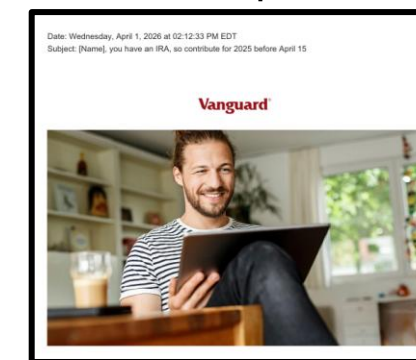 Date: Wednesday, April 1, 2026 at 02:12:33 PM EDT
Subject: [Name], you have an IRA, so contribute for 2025 before April 15
Vanguard